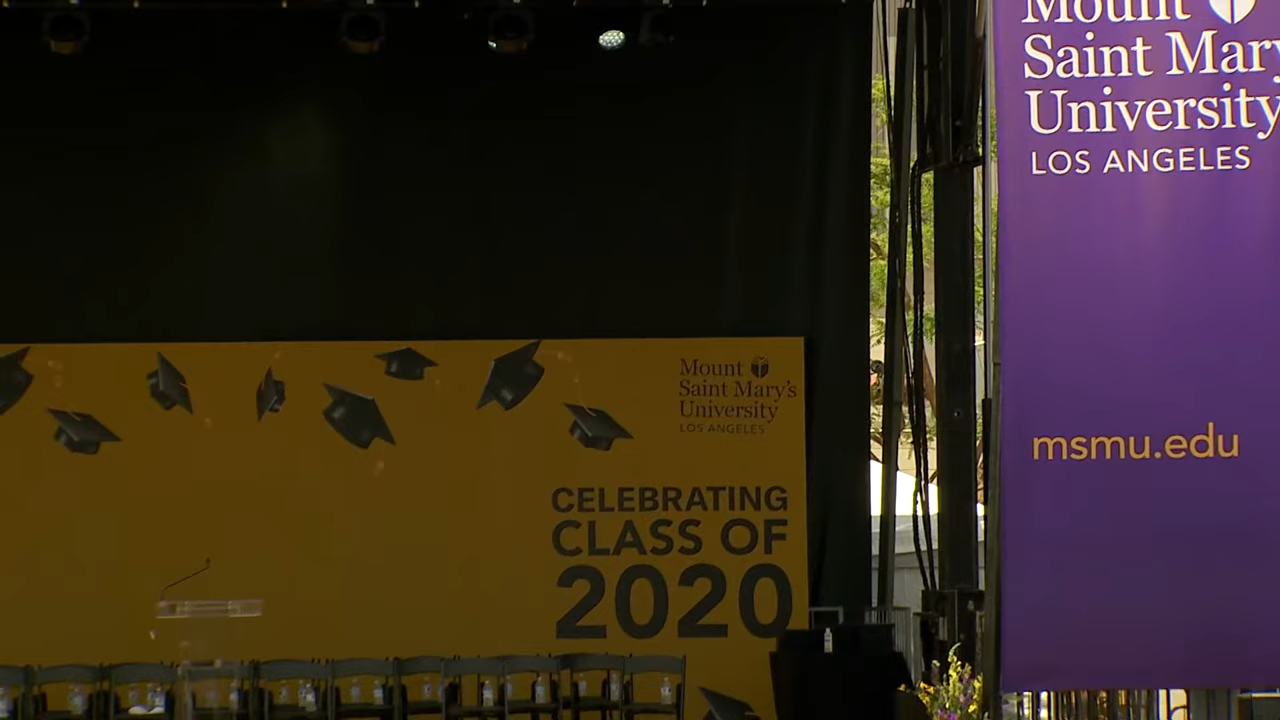 Mount
Saint Mary's
University
LOS ANGELES
CELEBRATING
CLASS OF
2020
Mount
Saint Mary
University
LOS ANGELES
msmu.edu